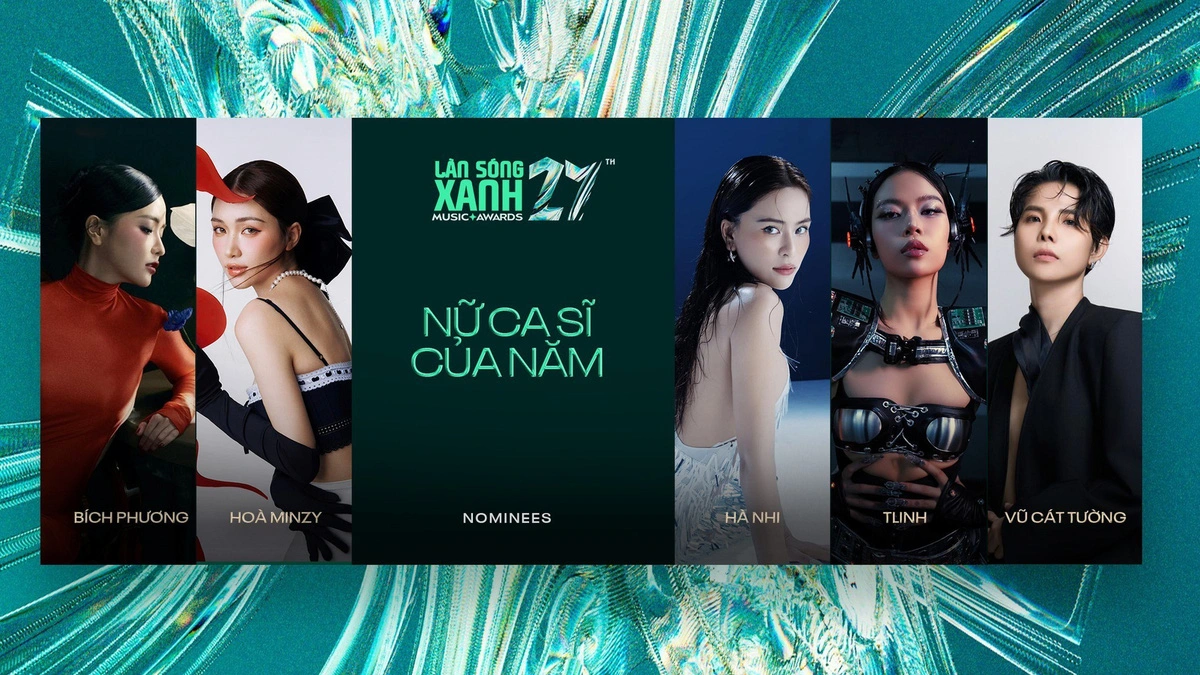 LÀN SÓNG
XANH 27TH
MUSIC✦AWARDS
NỮ CA SĨ
CỦA NĂM
NOMINEES
BÍCH PHƯƠNG
HOÀ MINZY
HÀ NHI
TLINH
VŨ CÁT TƯỜNG